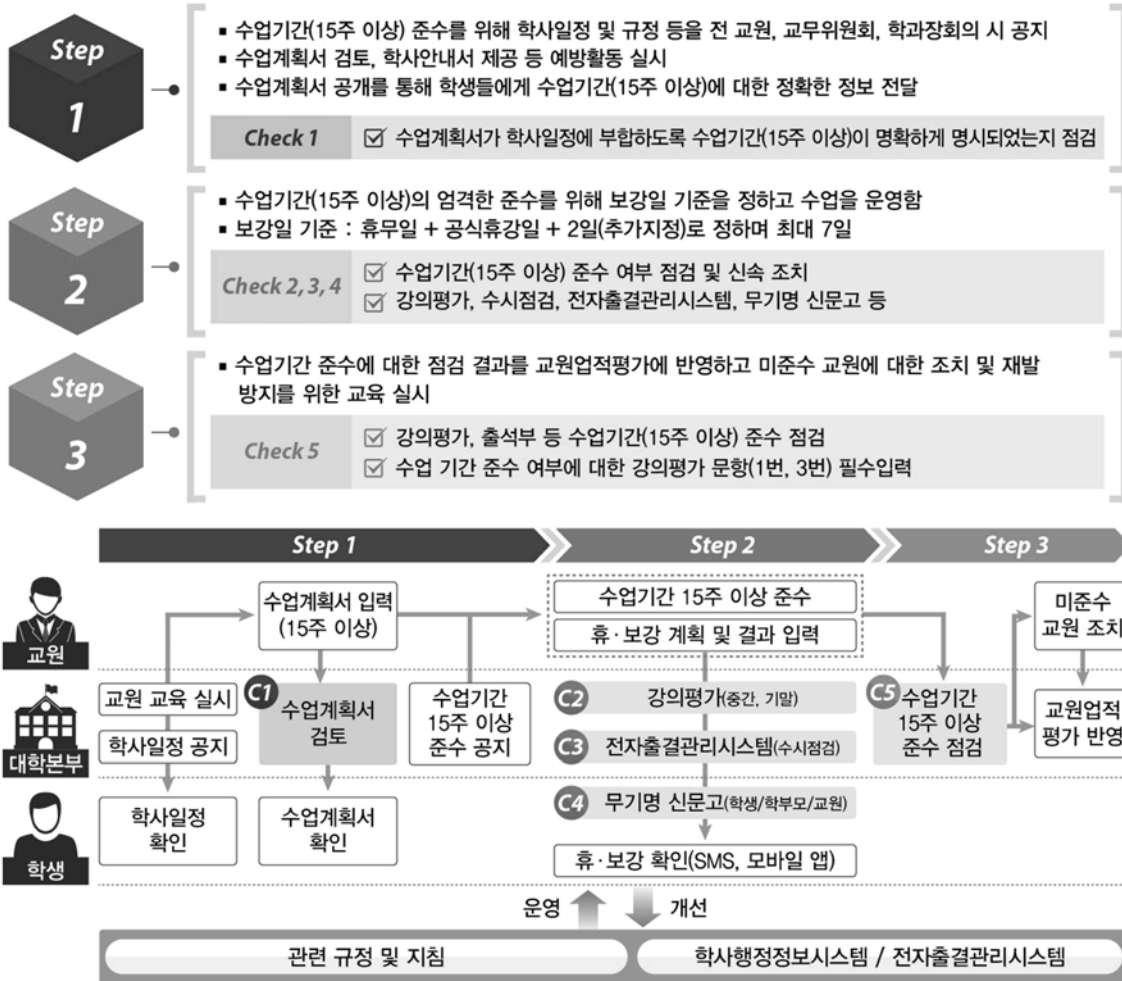 Step
1
▪ 수업기간(15주 이상) 준수를 위해 학사일정 및 규정 등을 전 교원, 교무위원회, 학과장회의 시 공지
▪ 수업계획서 검토, 학사안내서 제공 등 예방활동 실시
▪ 수업계획서 공개를 통해 학생들에게 수업기간(15주 이상)에 대한 정확한 정보 전달
Check 1
☑ 수업계획서가 학사일정에 부합하도록 수업기간(15주 이상)이 명확하게 명시되었는지 점검
Step
2
▪ 수업기간(15주 이상)의 엄격한 준수를 위해 보강일 기준을 정하고 수업을 운영함
▪ 보강일 기준 : 휴무일 + 공식휴강일 + 2일(추가지정)로 정하며 최대 7일
Check 2, 3, 4
☑ 수업기간(15주 이상) 준수 여부 점검 및 신속 조치
☑ 강의평가, 수시점검, 전자출결관리시스템, 무기명 신문고 등
Step
3
▪ 수업기간 준수에 대한 점검 결과를 교원업적평가에 반영하고 미준수 교원에 대한 조치 및 재발
방지를 위한 교육 실시
Check 5
☑ 강의평가, 출석부 등 수업기간(15주 이상) 준수 점검
☑ 수업 기간 준수 여부에 대한 강의평가 문항(1번, 3번) 필수입력
Step 1
Step 2
Step 3
교원
수업계획서 입력
(15주 이상)
수업기간 15주 이상 준수
휴·보강 계획 및 결과 입력
미준수
교원 조치
대학본부
교원 교육 실시
학사일정 공지
C1
수업계획서
검토
수업기간
15주 이상
준수 공지
C2 강의평가(중간, 기말)
C3 전자출결관리시스템(수시점검)
C5 수업기간
15주 이상
준수 점검
교원업적
평가 반영
학생
학사일정
확인
수업계획서
확인
C4 무기명 신문고(학생/학부모/교원)
휴·보강 확인(SMS, 모바일 앱)
운영
개선
관련 규정 및 지침
학사행정정보시스템 / 전자출결관리시스템